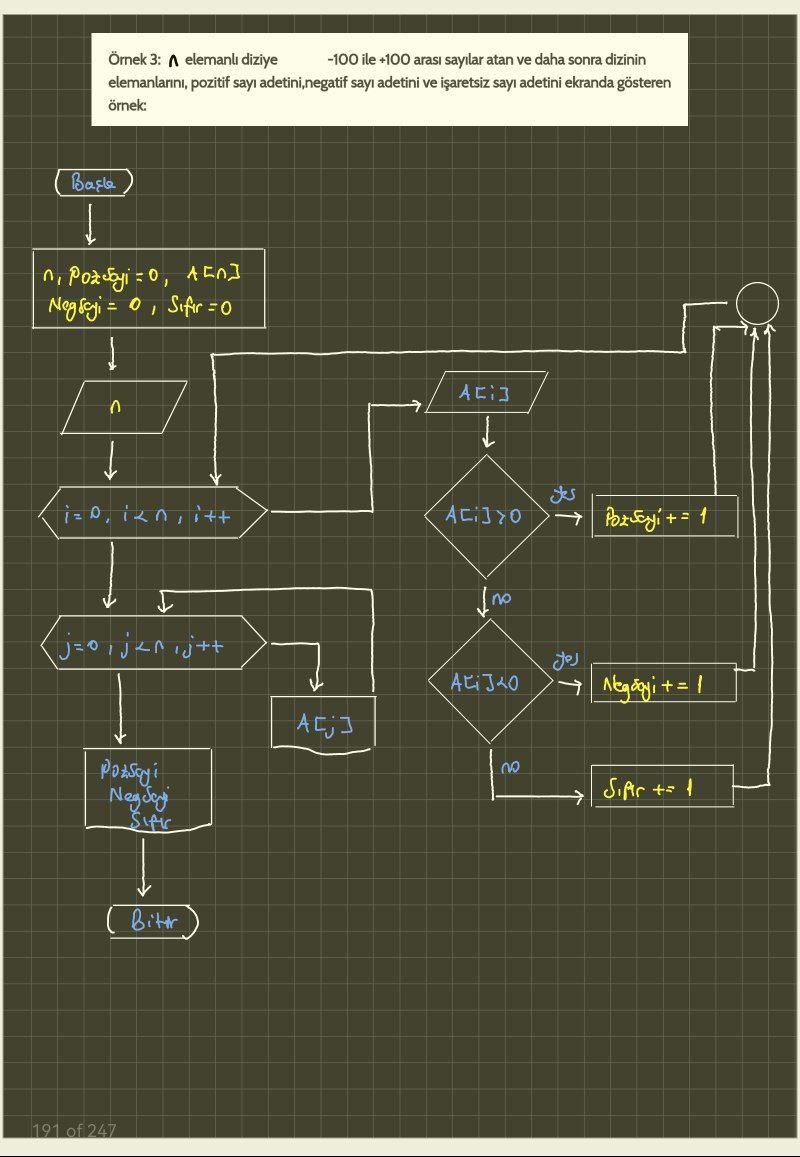 Örnek 3: n elemanlı diziye -100 ile +100 arası sayılar atan ve daha sonra dizinin
elemanlarını, pozitif sayı adetini,negatif sayı adetini ve işaretsiz sayı adetini ekranda gösteren
örnek:
Başla
n, PozSayi = 0, A[n]
NegSayi = 0, Sıfır = 0
n
A[i]
i=0, i<n, i++
A[i]>0
yes
PozSayi += 1
no
j=0, j<n, j++
A[i]<0
yes
NegSayi += 1
A[j]
no
PozSayi
NegSayi
Sıfır
Sıfır += 1
Bitir
191 of 247